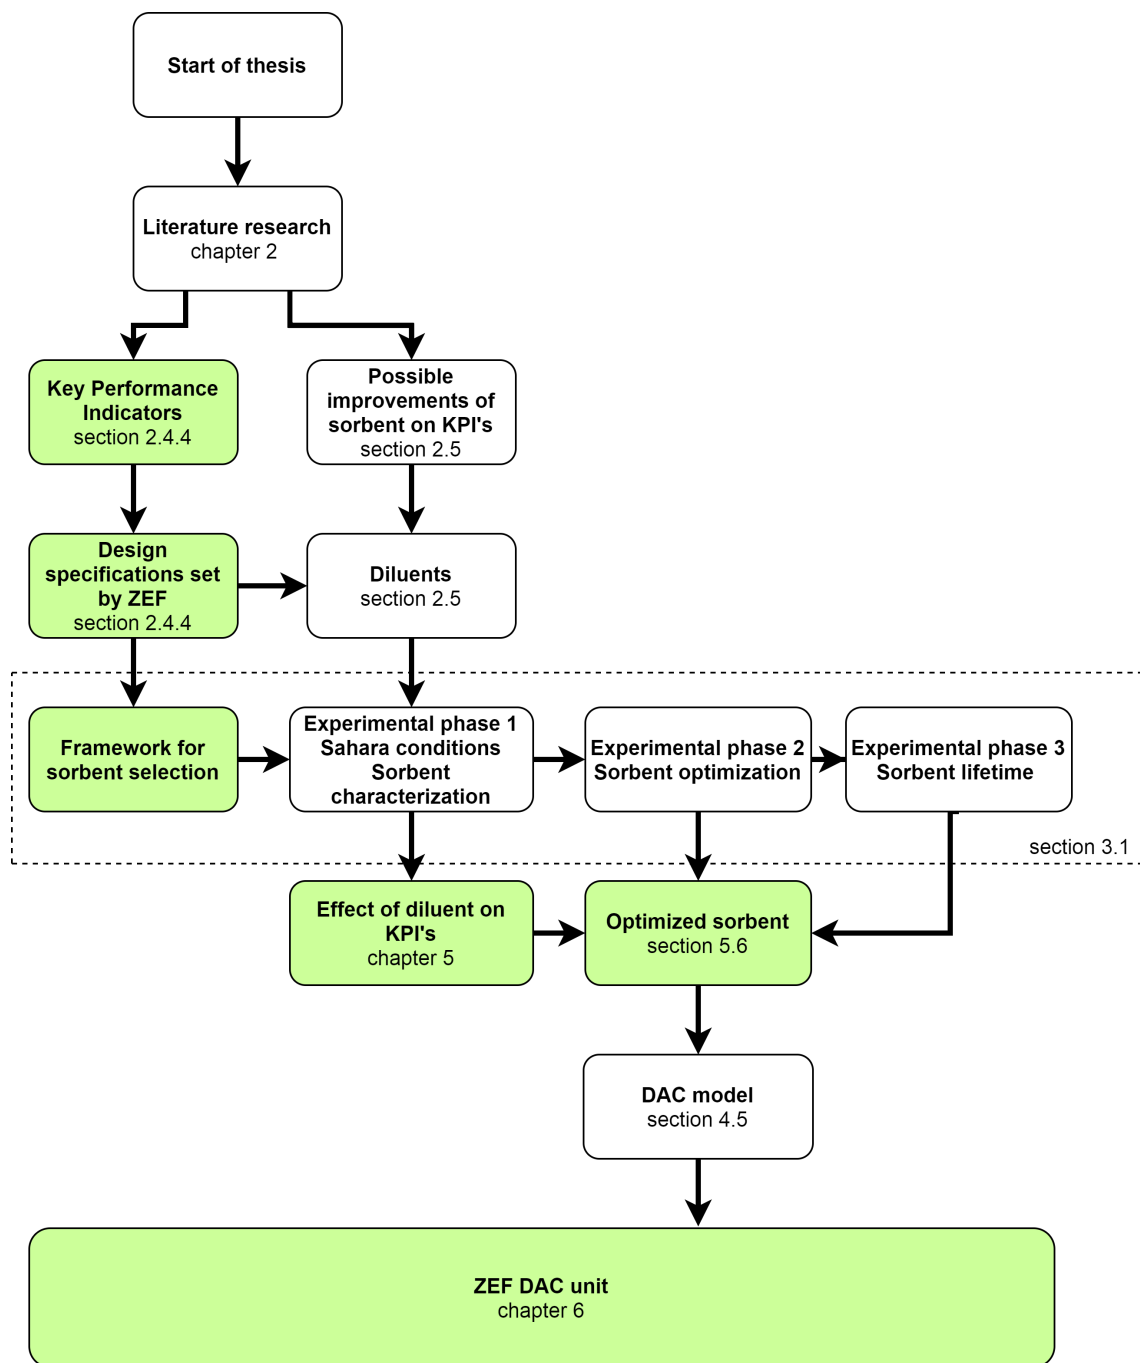 Start of thesis
Literature research
chapter 2
Key Performance
Indicators
section 2.4.4
Possible
improvements of
sorbent on KPI's
section 2.5
Design
specifications set
by ZEF
section 2.4.4
Diluents
section 2.5
Framework for
sorbent selection
Experimental phase 1
Sahara conditions
Sorbent
characterization
Experimental phase 2
Sorbent optimization
Experimental phase 3
Sorbent lifetime
section 3.1
Effect of diluent on
KPI's
chapter 5
Optimized sorbent
section 5.6
DAC model
section 4.5
ZEF DAC unit
chapter 6